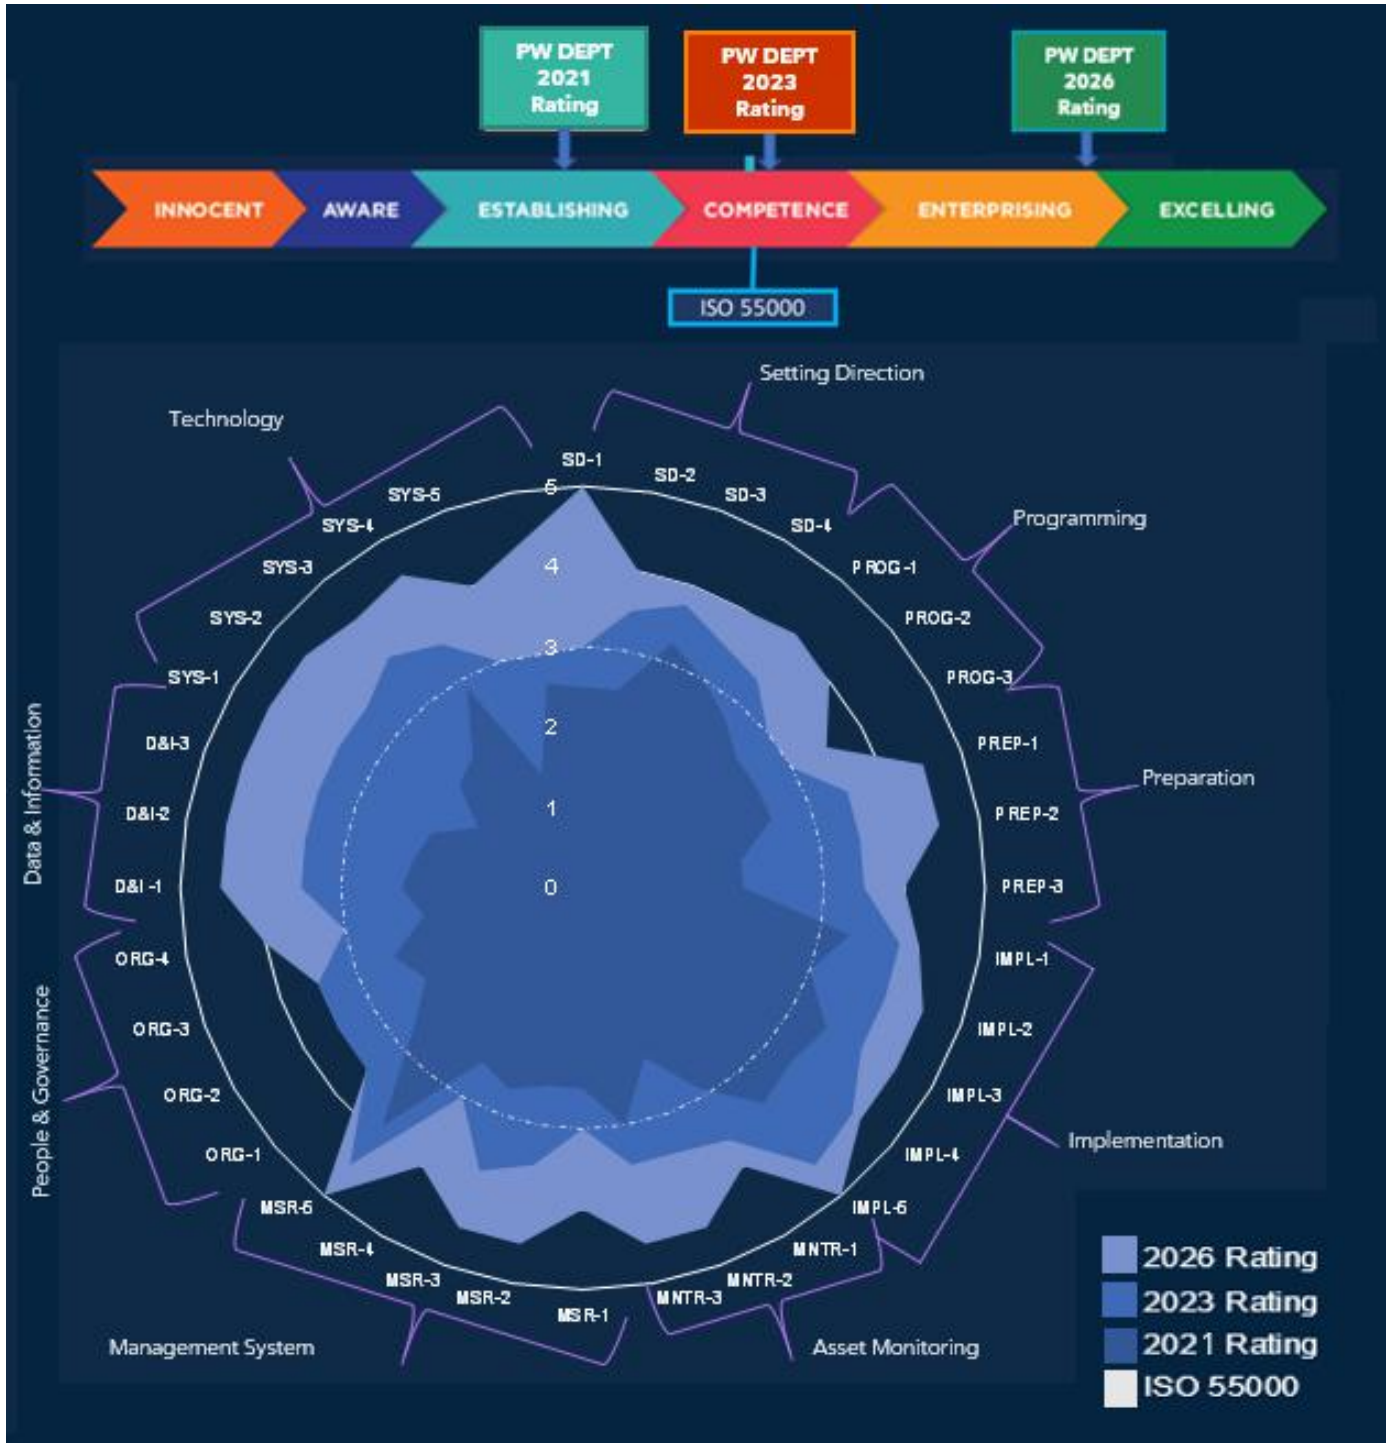 PW DEPT
2021
Rating
PW DEPT
2023
Rating
PW DEPT
2026
Rating
INNOCENT
AWARE
ESTABLISHING
COMPETENCE
ENTERPRISING
EXCELLING
ISO 55000
Setting Direction
Technology
Programming
Preparation
Implementation
Asset Monitoring
Management System
People & Governance
Data & Information
SD-1
SD-2
SD-3
SD-4
PROG-1
PROG-2
PROG-3
PREP-1
PREP-2
PREP-3
IMPL-1
IMPL-2
IMPL-3
IMPL-4
IMPL-5
MNTR-1
MNTR-2
MNTR-3
MSR-1
MSR-2
MSR-3
MSR-4
MSR-5
ORG-1
ORG-2
ORG-3
ORG-4
D&I-1
D&I-2
D&I-3
SYS-1
SYS-2
SYS-3
SYS-4
SYS-5
5
4
3
2
1
0
2026 Rating
2023 Rating
2021 Rating
ISO 55000